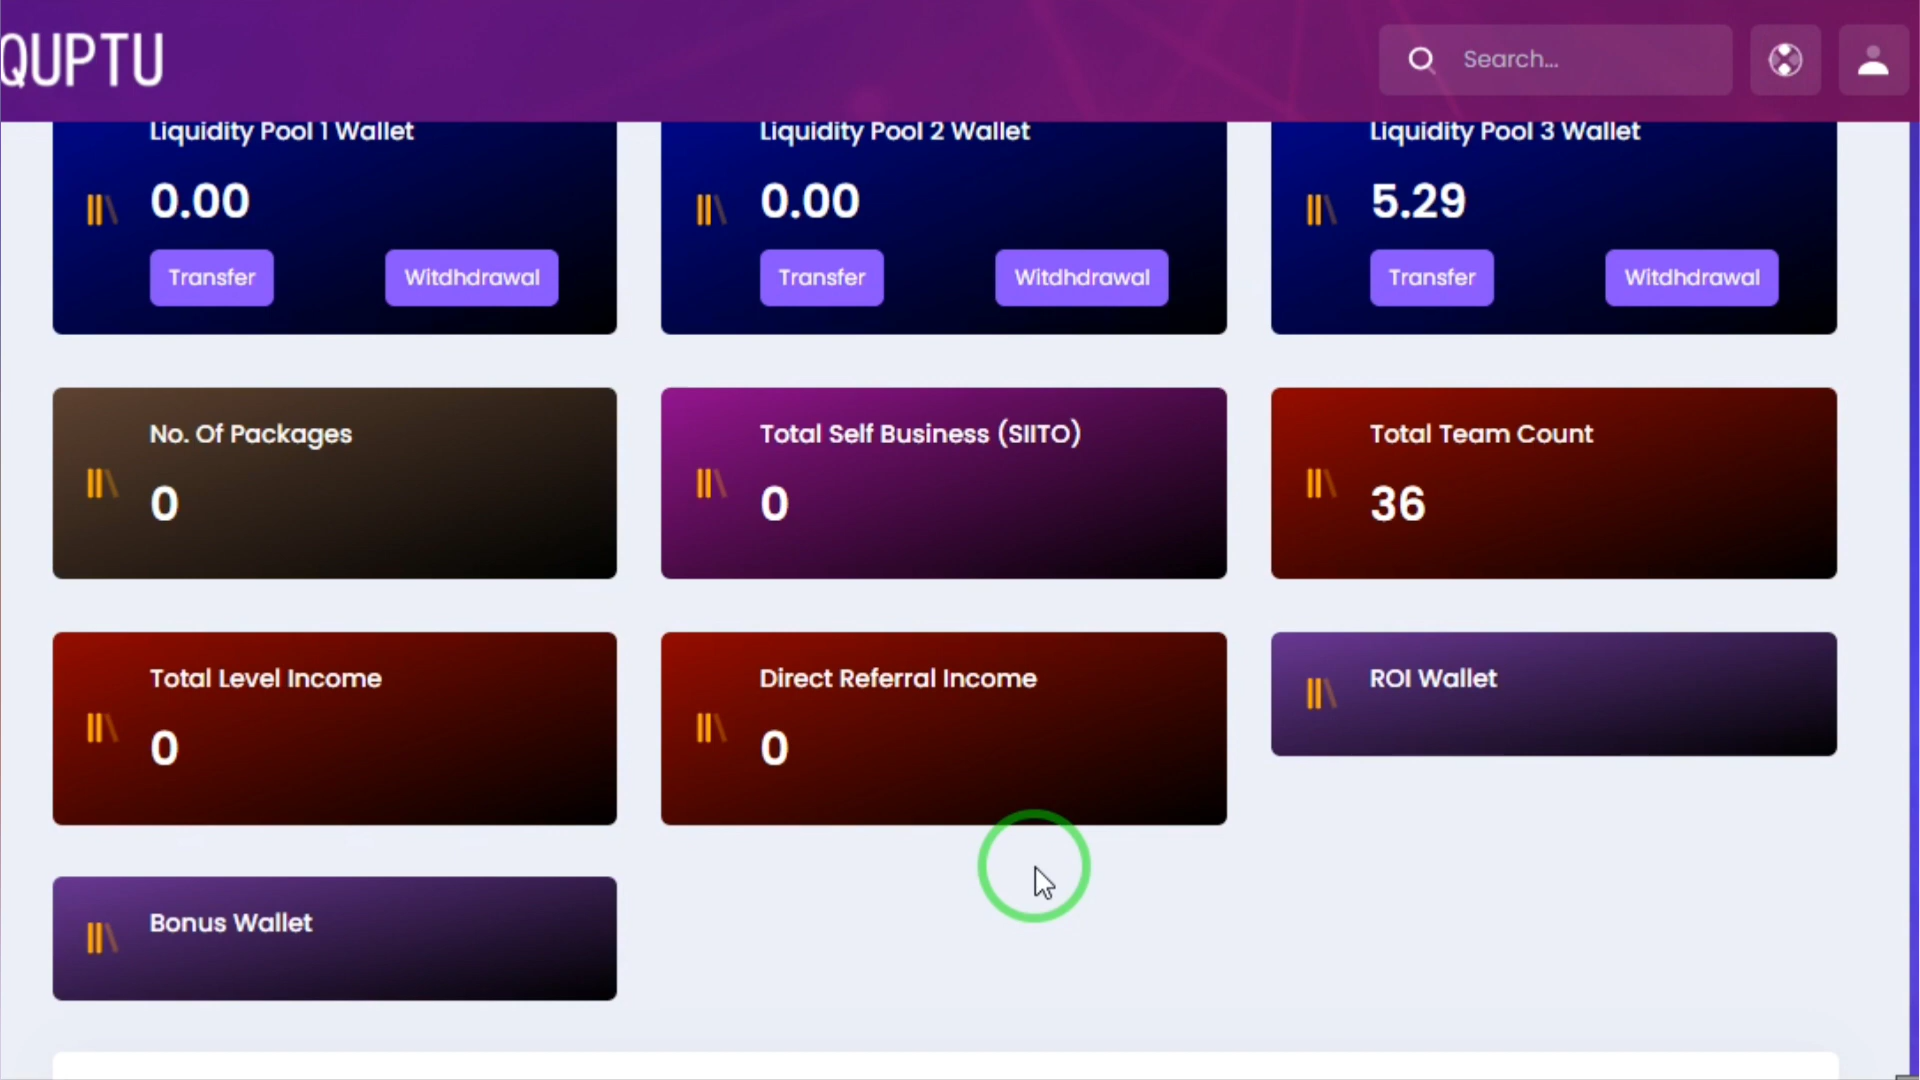 QUPTU
Search...
Liquidity Pool 1 Wallet
0.00
Transfer
Witdhdrawal
Liquidity Pool 2 Wallet
0.00
Transfer
Witdhdrawal
Liquidity Pool 3 Wallet
5.29
Transfer
Witdhdrawal
No. Of Packages
0
Total Self Business (SIITO)
0
Total Team Count
36
Total Level Income
0
Direct Referral Income
0
ROI Wallet
Bonus Wallet